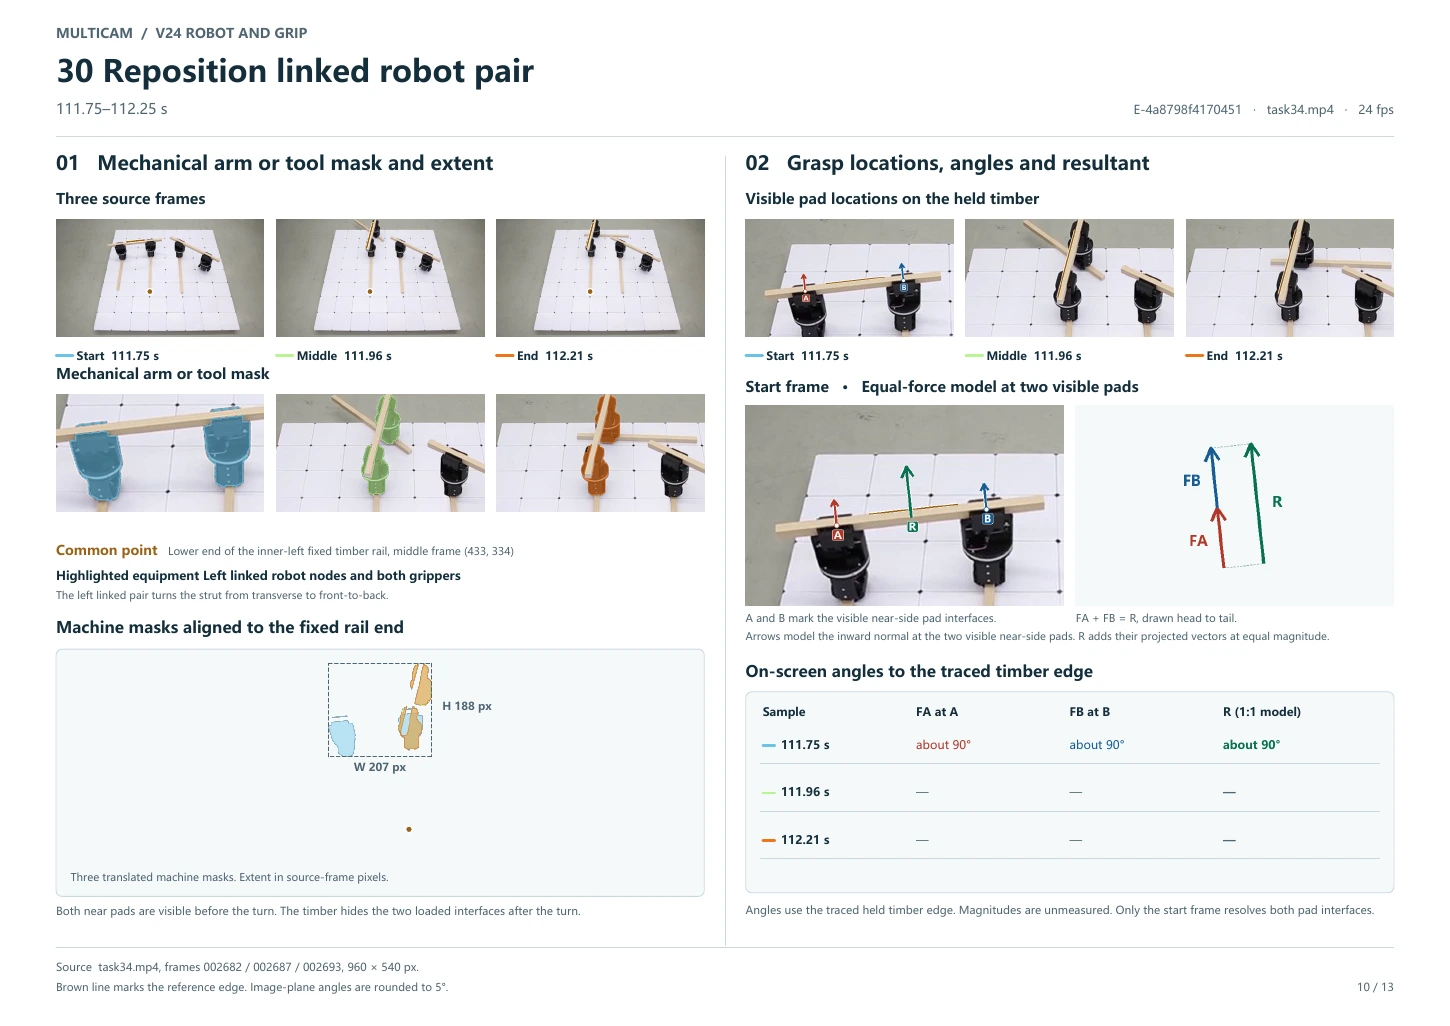 MULTICAM / V24 ROBOT AND GRIP
30 Reposition linked robot pair
111.75–112.25 s
E-4a8798f4170451 · task34.mp4 · 24 fps
01 Mechanical arm or tool mask and extent
Three source frames
Start 111.75 s
Middle 111.96 s
End 112.21 s
Mechanical arm or tool mask
Common point Lower end of the inner-left fixed timber rail, middle frame (433, 334)
Highlighted equipment Left linked robot nodes and both grippers
The left linked pair turns the strut from transverse to front-to-back.
Machine masks aligned to the fixed rail end
H 188 px
W 207 px
Three translated machine masks. Extent in source-frame pixels.
Both near pads are visible before the turn. The timber hides the two loaded interfaces after the turn.
02 Grasp locations, angles and resultant
Visible pad locations on the held timber
A
B
Start 111.75 s
Middle 111.96 s
End 112.21 s
Start frame • Equal-force model at two visible pads
A
R
B
FB
R
FA
A and B mark the visible near-side pad interfaces.
FA + FB = R, drawn head to tail.
Arrows model the inward normal at the two visible near-side pads. R adds their projected vectors at equal magnitude.
On-screen angles to the traced timber edge
Sample FA at A FB at B R (1:1 model)
111.75 s about 90° about 90° about 90°
111.96 s — — —
112.21 s — — —
Angles use the traced held timber edge. Magnitudes are unmeasured. Only the start frame resolves both pad interfaces.
Source task34.mp4, frames 002682 / 002687 / 002693, 960 × 540 px.
Brown line marks the reference edge. Image-plane angles are rounded to 5°.
10 / 13